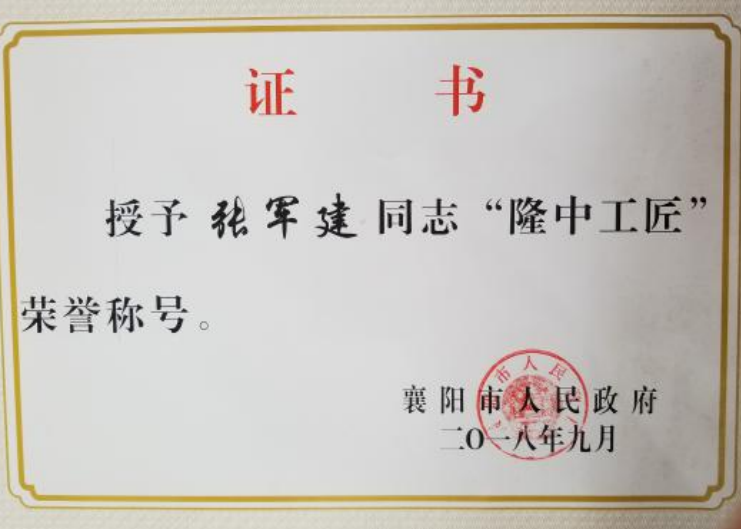 证 书
授予张军建同志“隆中工匠”
荣誉称号。
襄阳市人民政府
二〇一八年九月